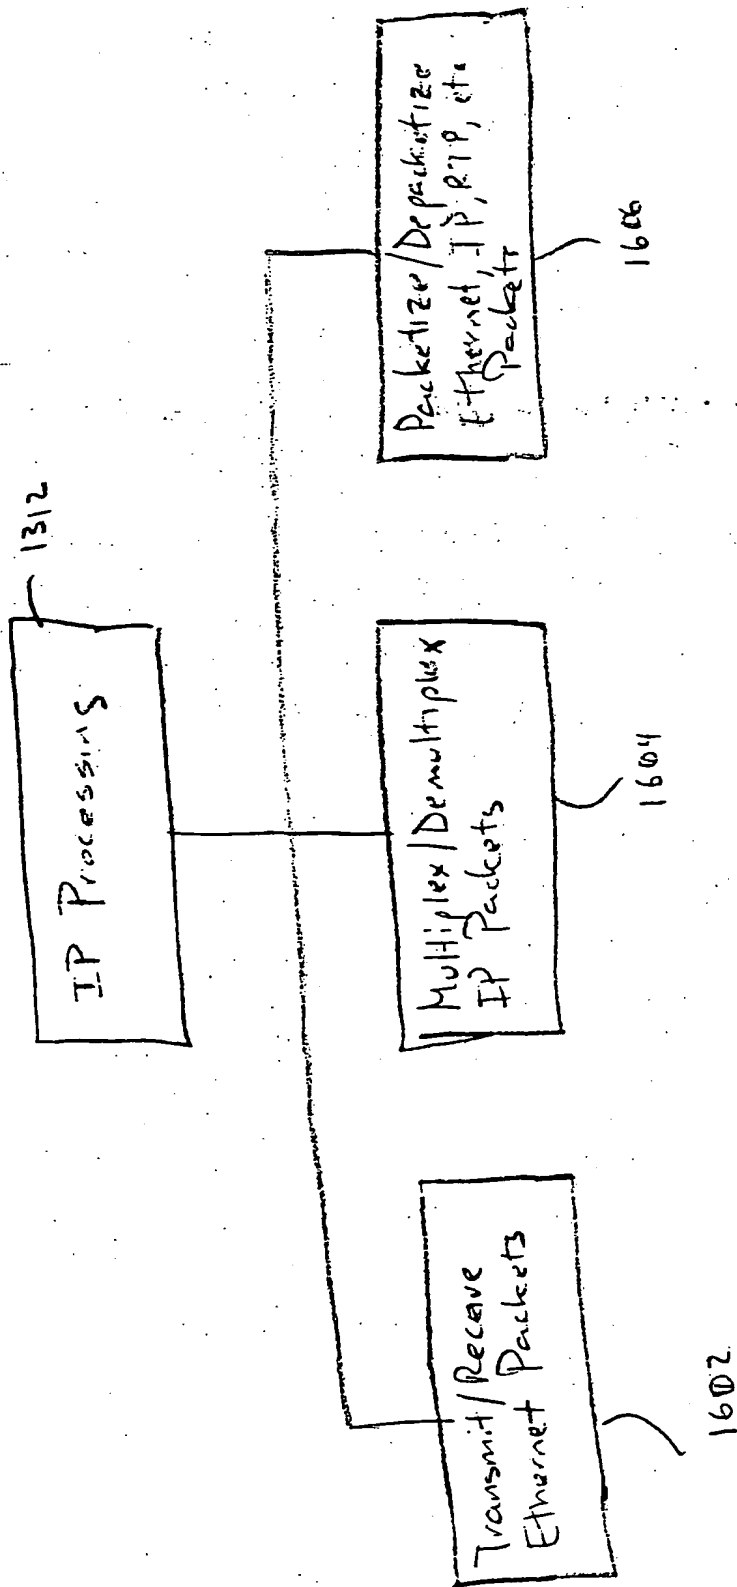 1312
IP Processing
Transmit/Receive
Ethernet Packets
1602
Multiplex/Demultiplex
IP Packets
1604
Packetize/Depacketize
Ethernet, IP, RTP, etc.
Packets
1606